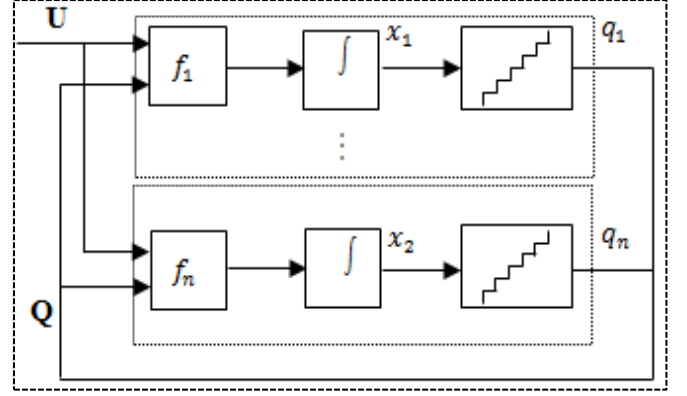 U
f₁
∫
x₁
q₁
⋮
fₙ
∫
x₂
qₙ
Q